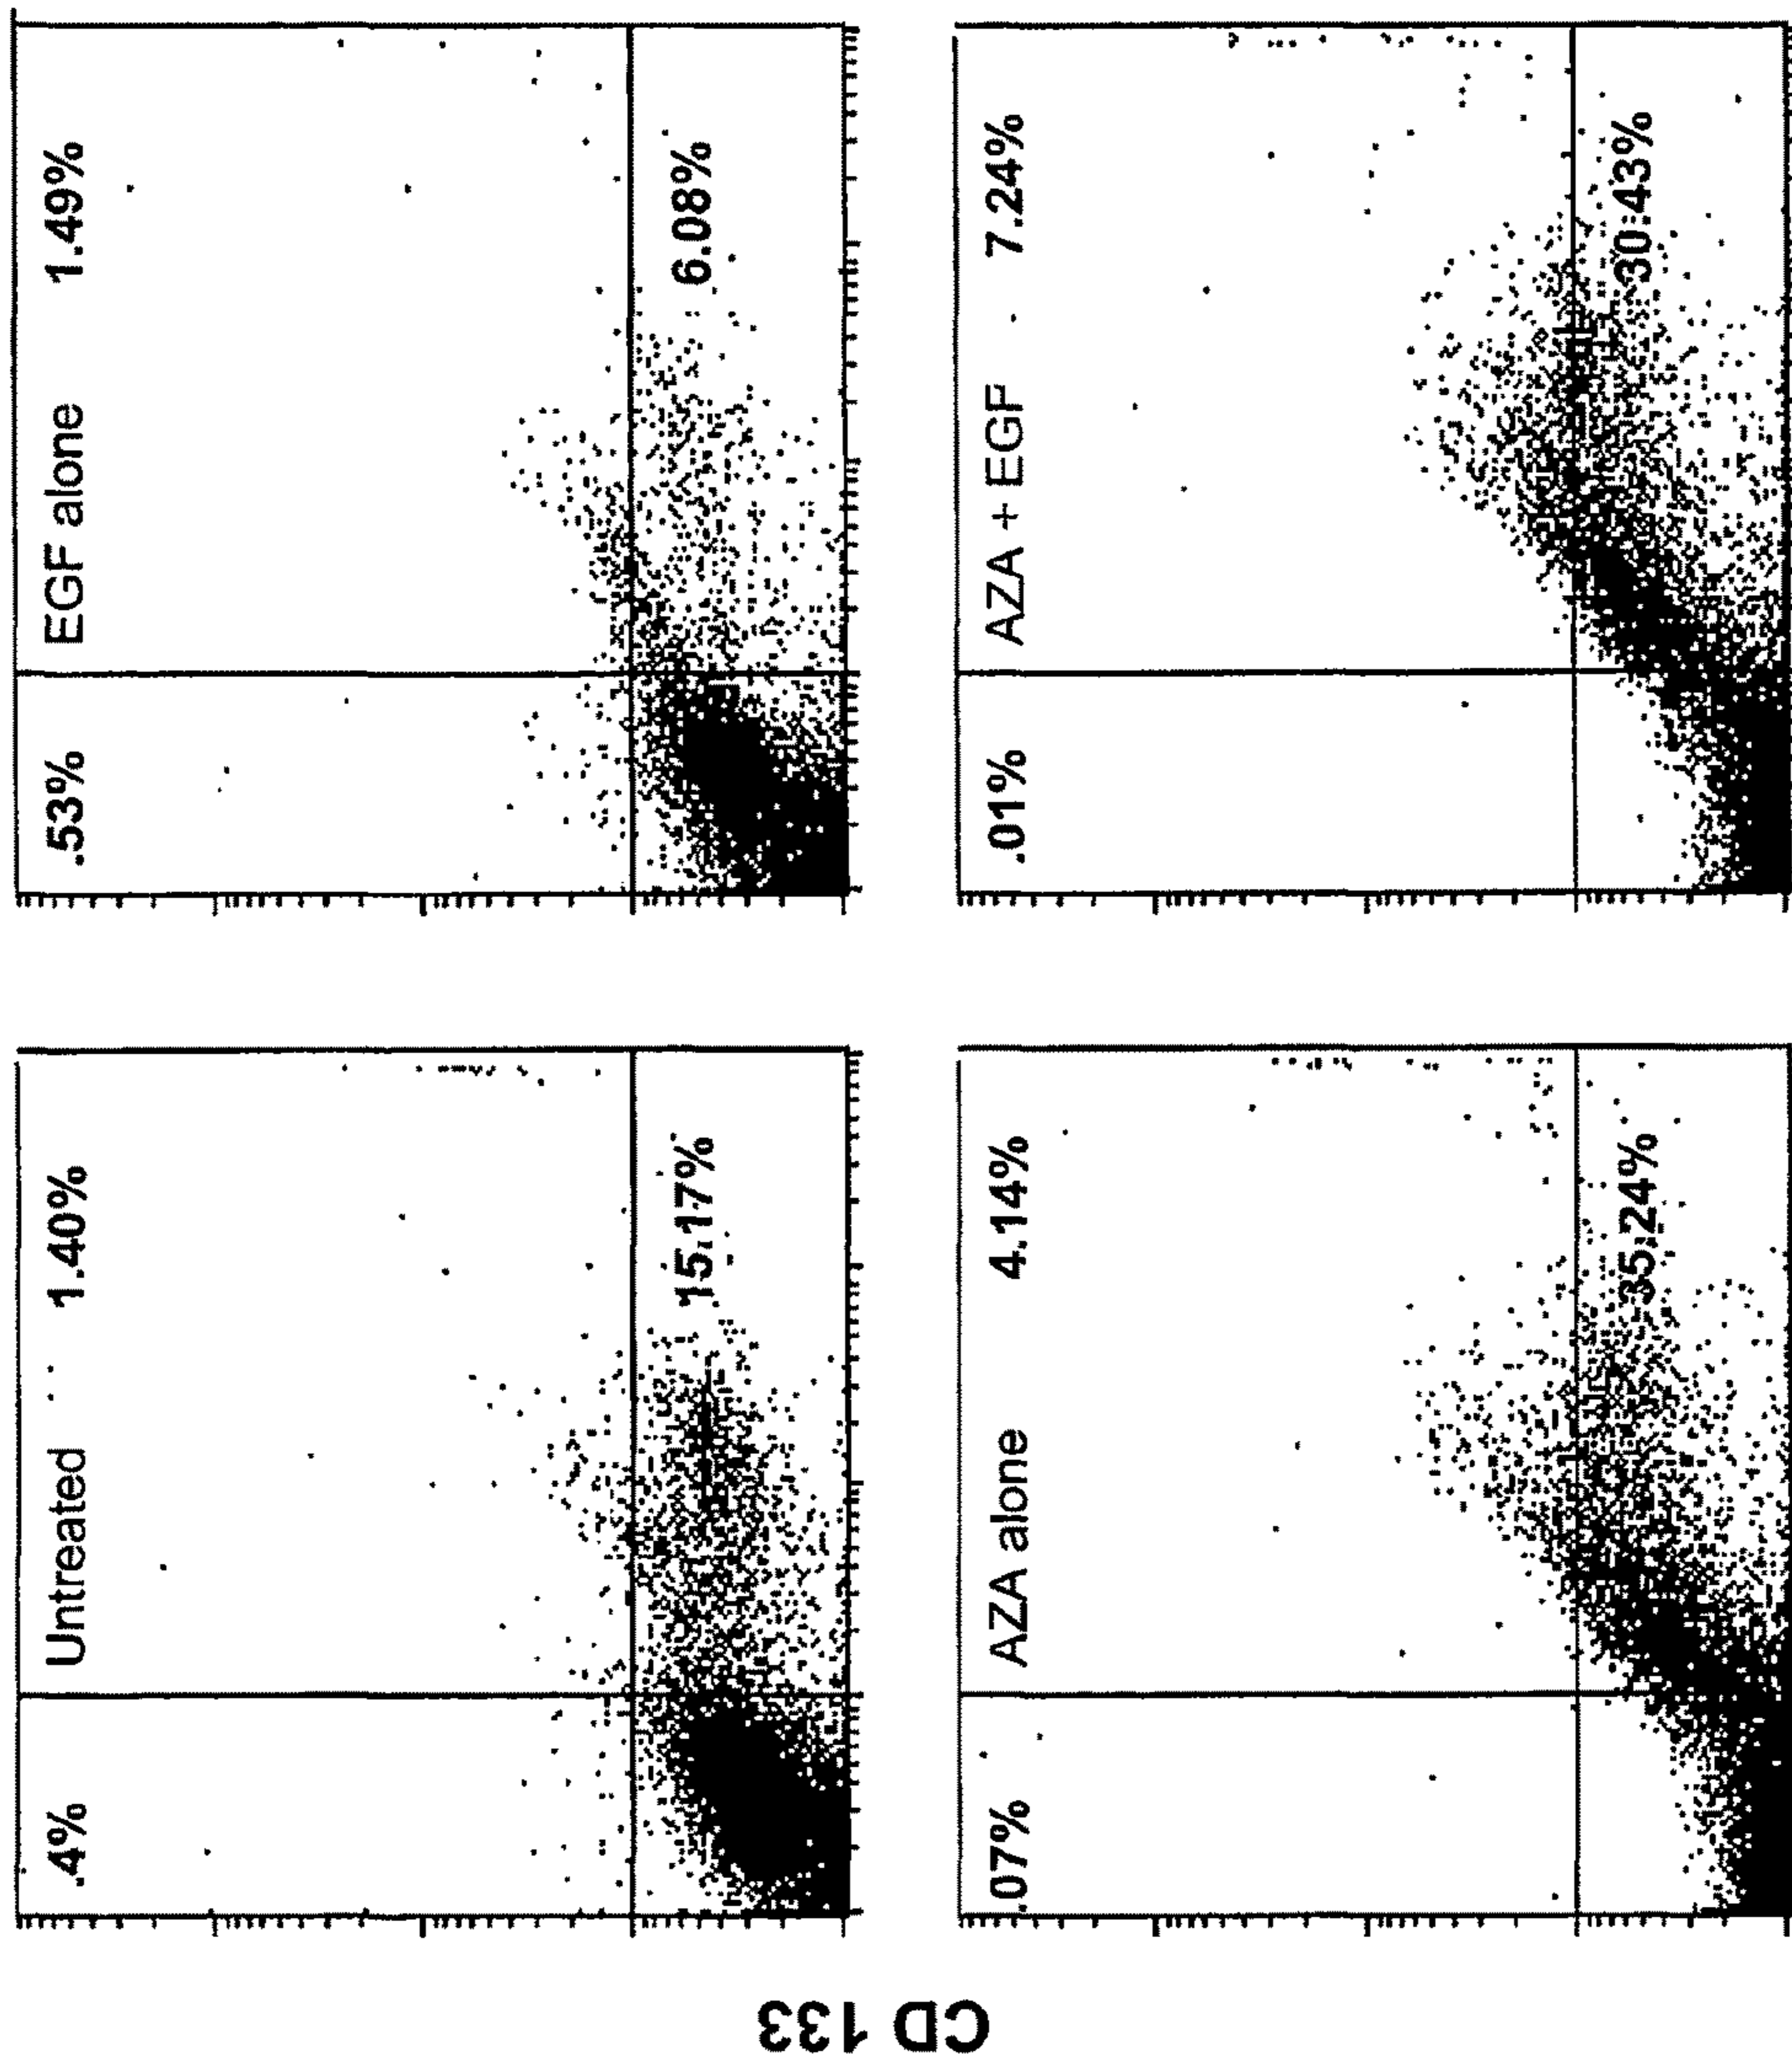 .4% Untreated 1.40%
15.17%
.53% EGF alone 1.49%
6.08%
.07% AZA alone 4.14%
35.24%
.01% AZA + EGF 7.24%
30.43%
CD 133